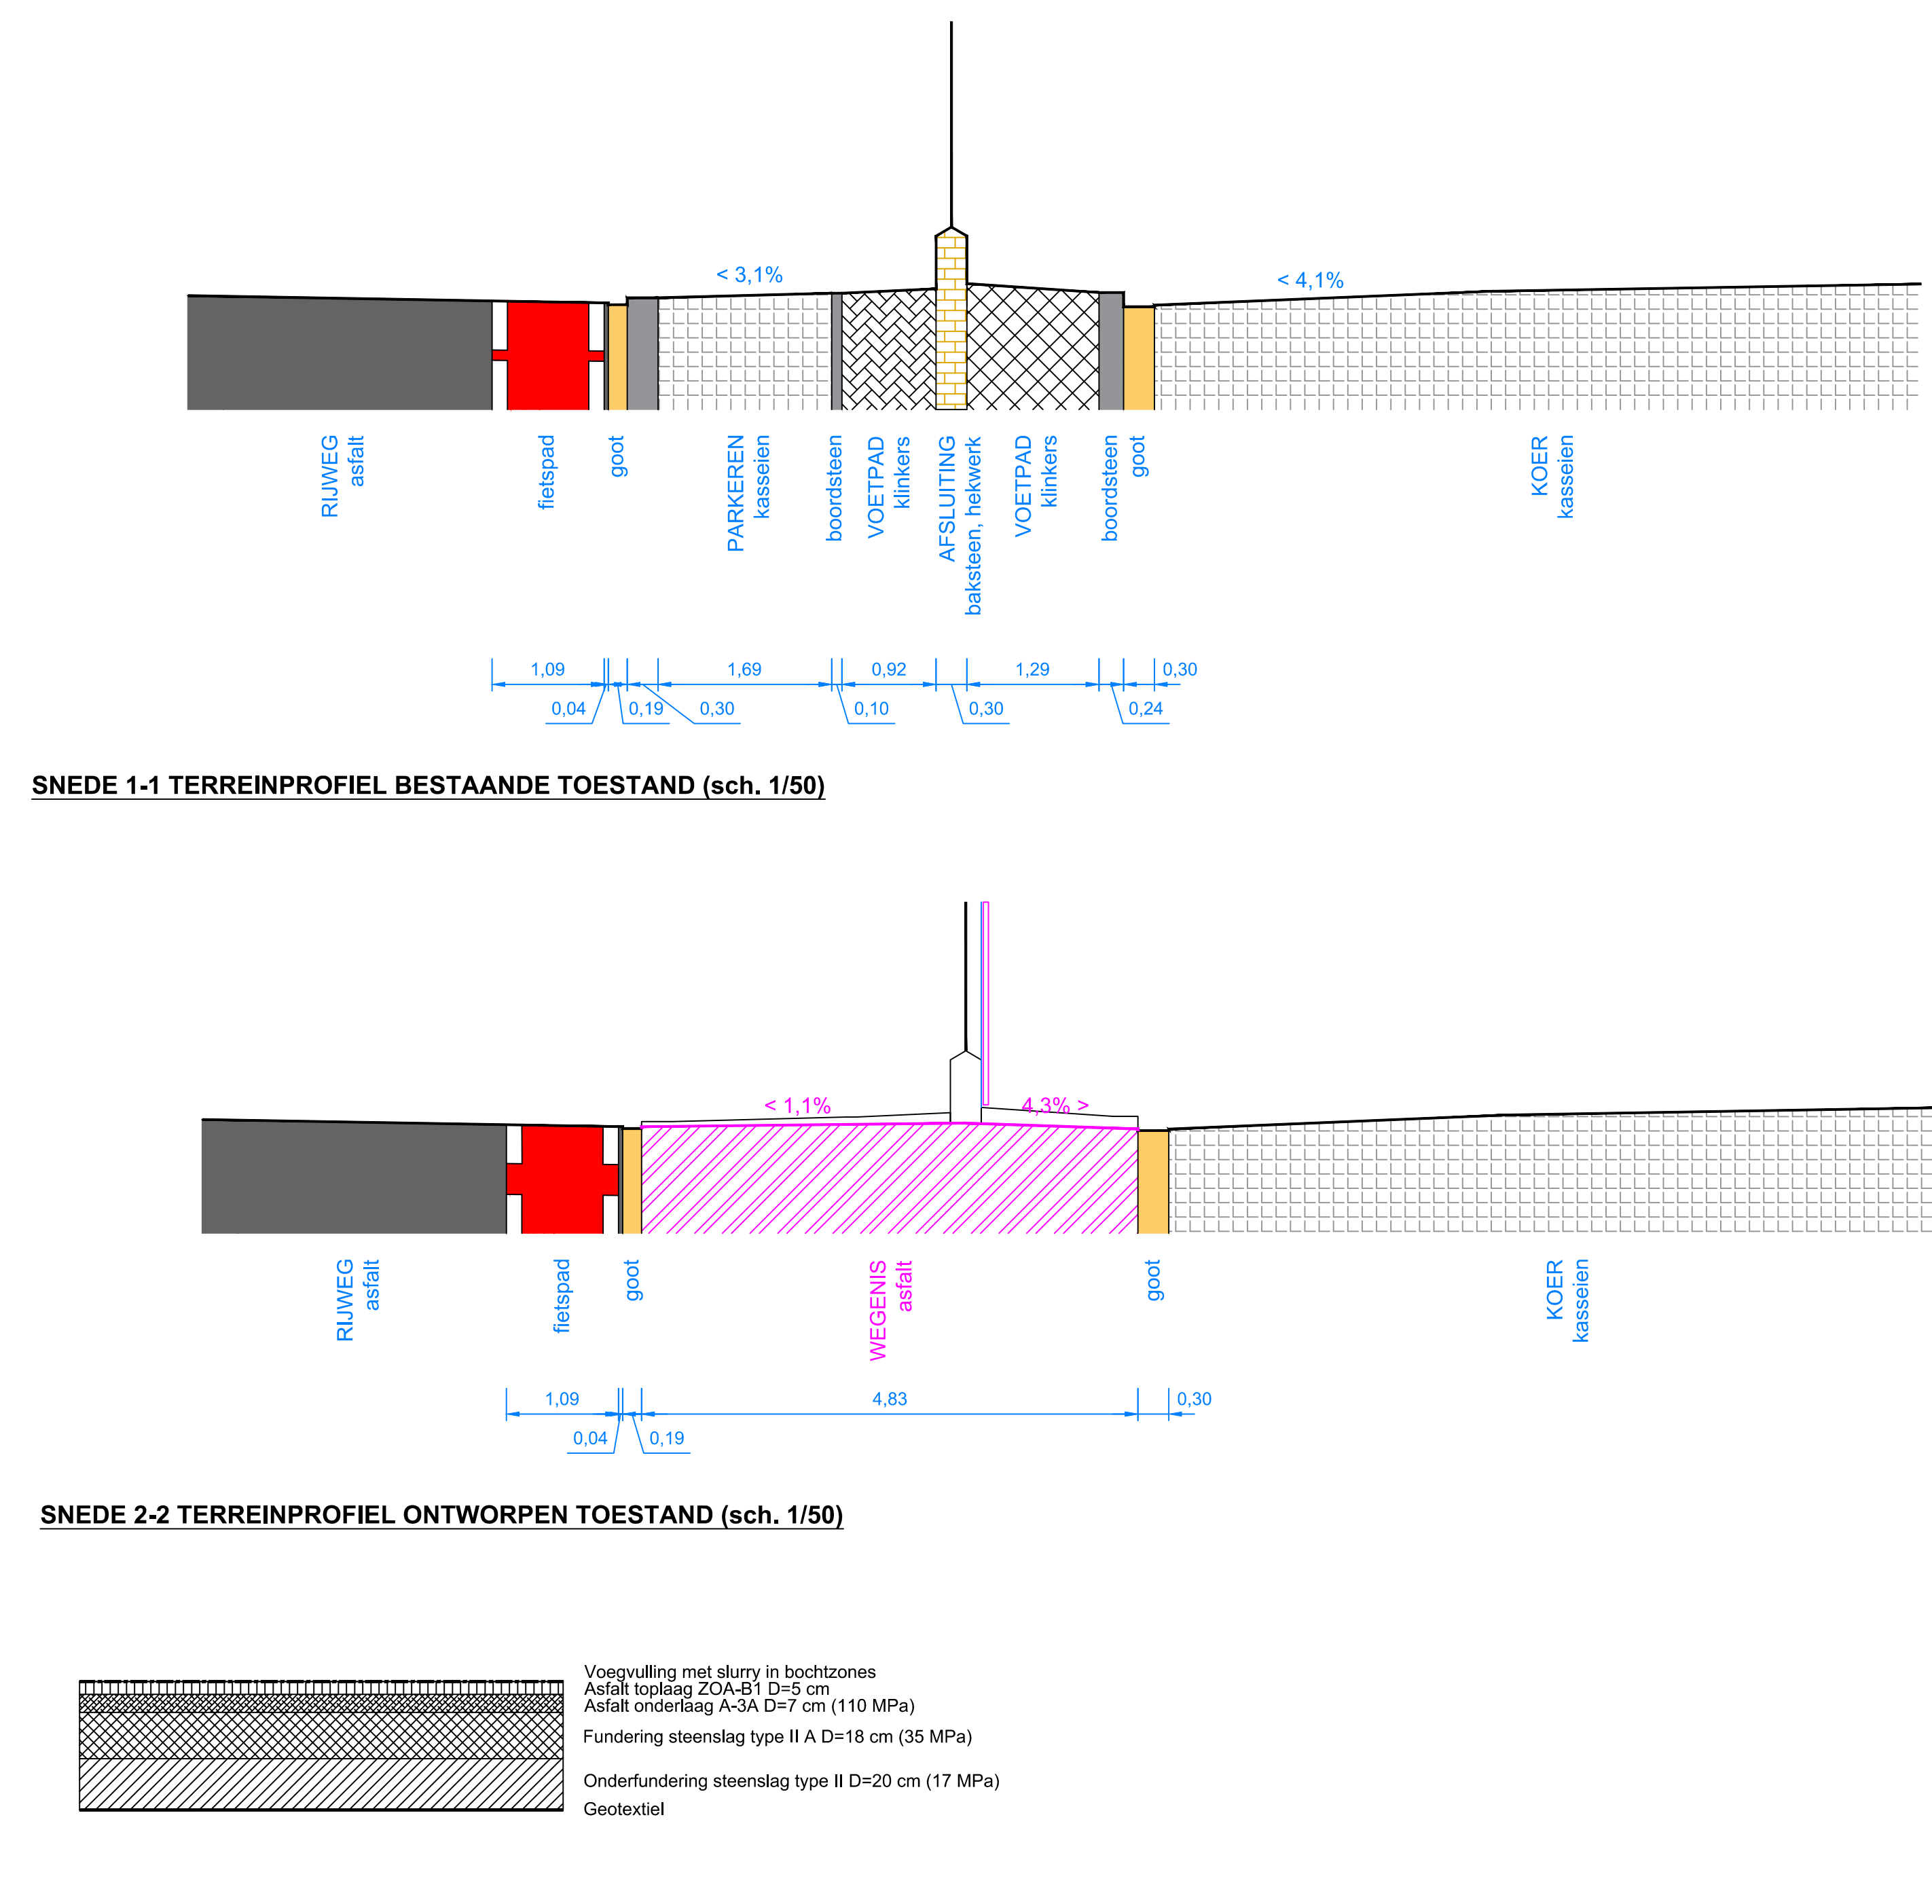 < 3,1%
< 4,1%
RIJWEG
asfalt
fietspad
goot
PARKEREN
kasseien
boordsteen
VOETPAD
klinkers
AFSLUITING
baksteen, hekwerk
VOETPAD
klinkers
boordsteen
goot
KOER
kasseien
1,09
1,69
0,92
1,29
0,30
0,04
0,19
0,30
0,10
0,30
0,24
SNEDE 1-1 TERREINPROFIEL BESTAANDE TOESTAND (sch. 1/50)
< 1,1%
4,3% >
RIJWEG
asfalt
fietspad
goot
WEGENIS
asfalt
goot
KOER
kasseien
1,09
4,83
0,30
0,04
0,19
SNEDE 2-2 TERREINPROFIEL ONTWORPEN TOESTAND (sch. 1/50)
Voegvulling met slurry in bochtzones
Asfalt toplaag ZOA-B1 D=5 cm
Asfalt onderlaag A-3A D=7 cm (110 MPa)
Fundering steenslag type II A D=18 cm (35 MPa)
Onderfundering steenslag type II D=20 cm (17 MPa)
Geotextiel